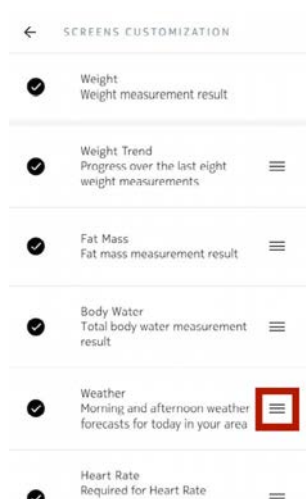 SCREENS CUSTOMIZATION
Weight
Weight measurement result
Weight Trend
Progress over the last eight
weight measurements
Fat Mass
Fat mass measurement result
Body Water
Total body water measurement
result
Weather
Morning and afternoon weather
forecasts for today in your area
Heart Rate
Required for Heart Rate